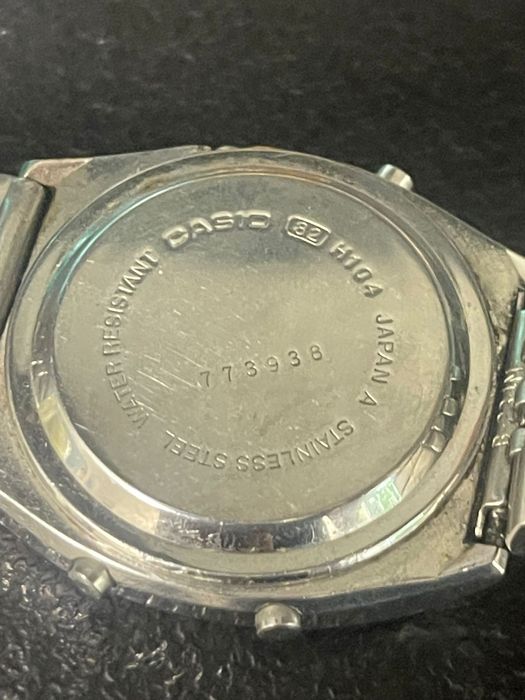 CASIO 82 H104 JAPAN A STAINLESS STEEL WATER RESISTANT
773938